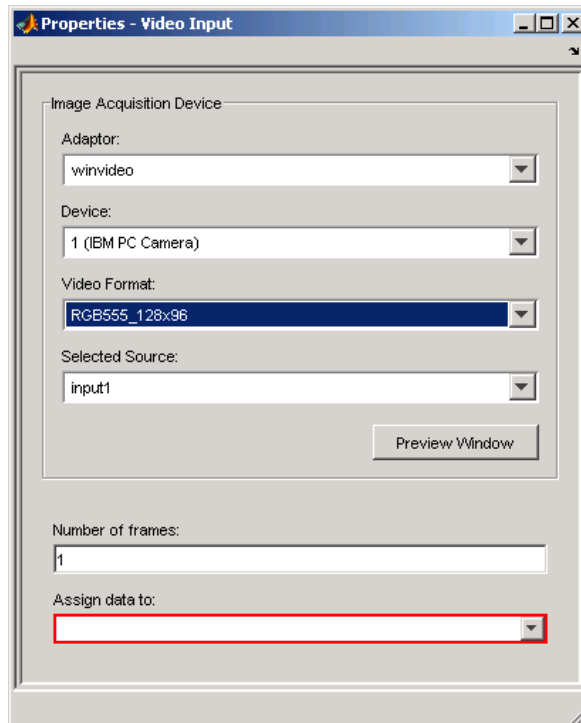 Properties - Video Input
Image Acquisition Device
Adaptor:
winvideo
Device:
1 (IBM PC Camera)
Video Format:
RGB555_128x96
Selected Source:
input1
Preview Window
Number of frames:
1
Assign data to: